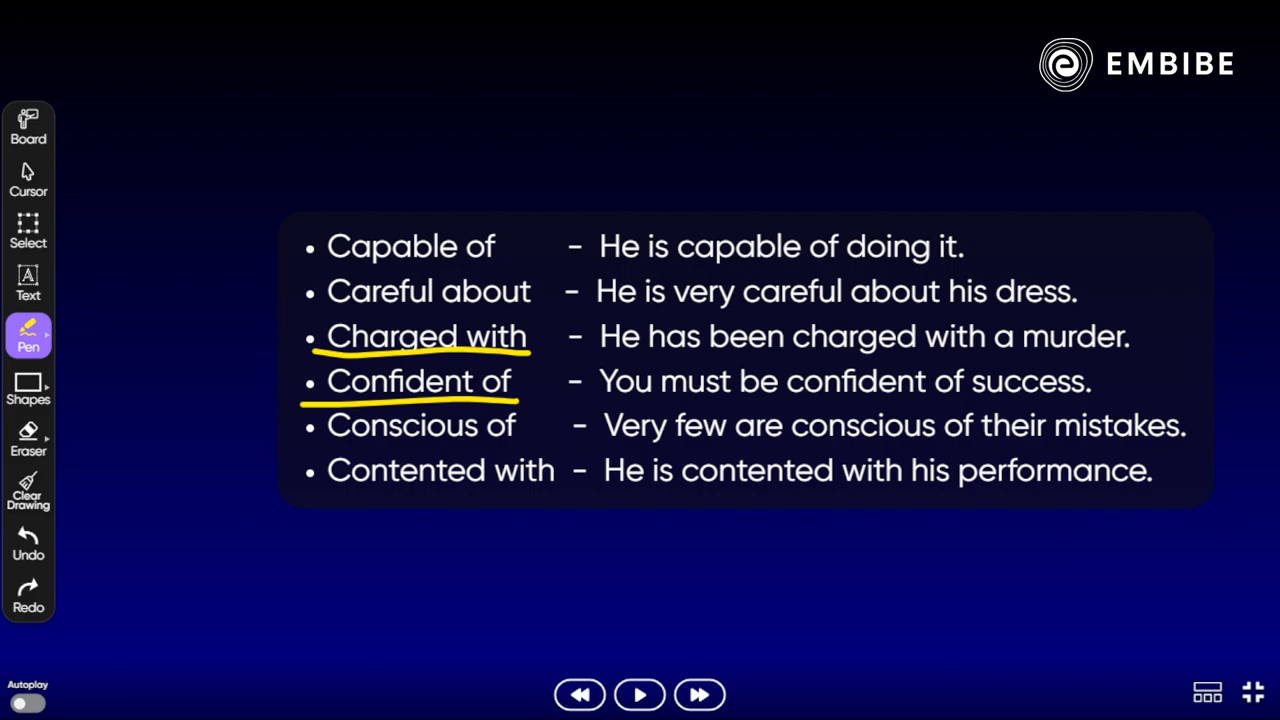 EMBIBE
Board
Cursor
Select
Text
Pen
Shapes
Eraser
Clear
Drawing
Undo
Redo
• Capable of - He is capable of doing it.
• Careful about - He is very careful about his dress.
• Charged with - He has been charged with a murder.
• Confident of - You must be confident of success.
• Conscious of - Very few are conscious of their mistakes.
• Contented with - He is contented with his performance.
Autoplay